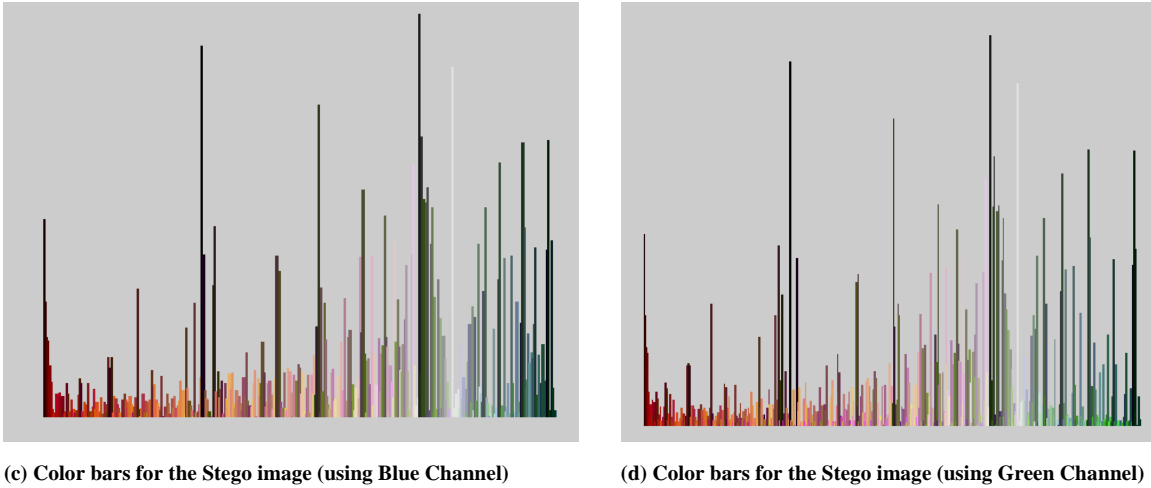 (c) Color bars for the Stego image (using Blue Channel)
(d) Color bars for the Stego image (using Green Channel)